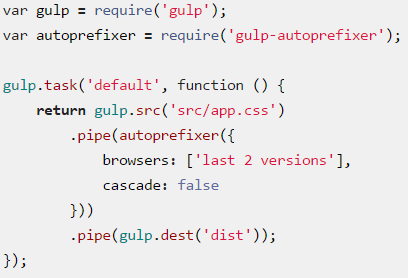 var gulp = require('gulp');
var autoprefixer = require('gulp-autoprefixer');

gulp.task('default', function () {
    return gulp.src('src/app.css')
        .pipe(autoprefixer({
            browsers: ['last 2 versions'],
            cascade: false
        }))
        .pipe(gulp.dest('dist'));
});